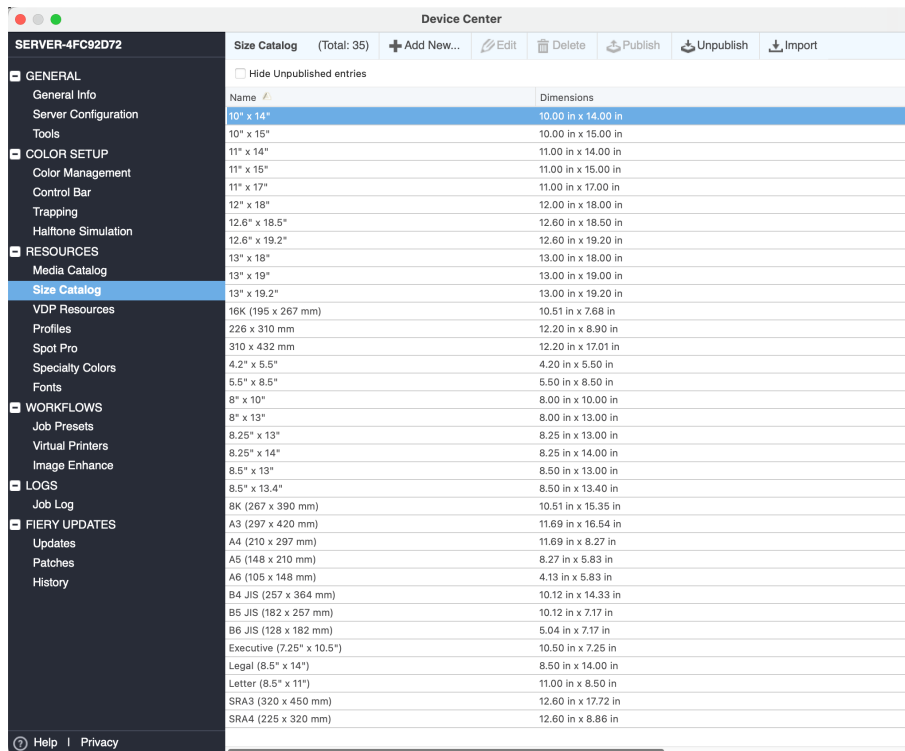 Device Center
SERVER-4FC92D72
Size Catalog (Total: 35) Add New... Edit Delete Publish Unpublish Import
GENERAL
General Info
Server Configuration
Tools
COLOR SETUP
Color Management
Control Bar
Trapping
Halftone Simulation
RESOURCES
Media Catalog
Size Catalog
VDP Resources
Profiles
Spot Pro
Specialty Colors
Fonts
WORKFLOWS
Job Presets
Virtual Printers
Image Enhance
LOGS
Job Log
FIERY UPDATES
Updates
Patches
History
? Help | Privacy
Hide Unpublished entries
Name Dimensions
10" x 14" 10.00 in x 14.00 in
10" x 15" 10.00 in x 15.00 in
11" x 14" 11.00 in x 14.00 in
11" x 15" 11.00 in x 15.00 in
11" x 17" 11.00 in x 17.00 in
12" x 18" 12.00 in x 18.00 in
12.6" x 18.5" 12.60 in x 18.50 in
12.6" x 19.2" 12.60 in x 19.20 in
13" x 18" 13.00 in x 18.00 in
13" x 19" 13.00 in x 19.00 in
13" x 19.2" 13.00 in x 19.20 in
16K (195 x 267 mm) 10.51 in x 7.68 in
226 x 310 mm 12.20 in x 8.90 in
310 x 432 mm 12.20 in x 17.01 in
4.2" x 5.5" 4.20 in x 5.50 in
5.5" x 8.5" 5.50 in x 8.50 in
8" x 10" 8.00 in x 10.00 in
8" x 13" 8.00 in x 13.00 in
8.25" x 13" 8.25 in x 13.00 in
8.25" x 14" 8.25 in x 14.00 in
8.5" x 13" 8.50 in x 13.00 in
8.5" x 13.4" 8.50 in x 13.40 in
8K (267 x 390 mm) 10.51 in x 15.35 in
A3 (297 x 420 mm) 11.69 in x 16.54 in
A4 (210 x 297 mm) 11.69 in x 8.27 in
A5 (148 x 210 mm) 8.27 in x 5.83 in
A6 (105 x 148 mm) 4.13 in x 5.83 in
B4 JIS (257 x 364 mm) 10.12 in x 14.33 in
B5 JIS (182 x 257 mm) 10.12 in x 7.17 in
B6 JIS (128 x 182 mm) 5.04 in x 7.17 in
Executive (7.25" x 10.5") 10.50 in x 7.25 in
Legal (8.5" x 14") 8.50 in x 14.00 in
Letter (8.5" x 11") 11.00 in x 8.50 in
SRA3 (320 x 450 mm) 12.60 in x 17.72 in
SRA4 (225 x 320 mm) 12.60 in x 8.86 in